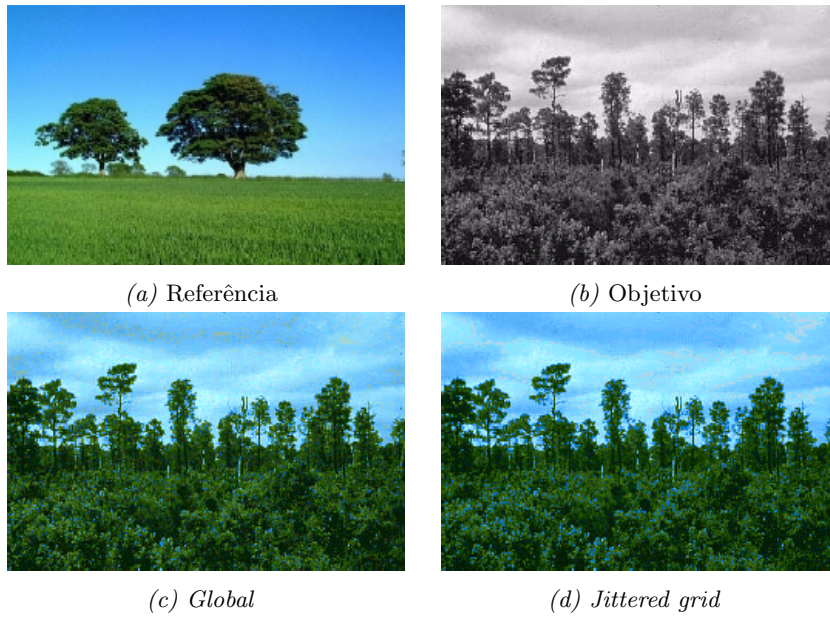 (a) Referência
(b) Objetivo
(c) Global
(d) Jittered grid